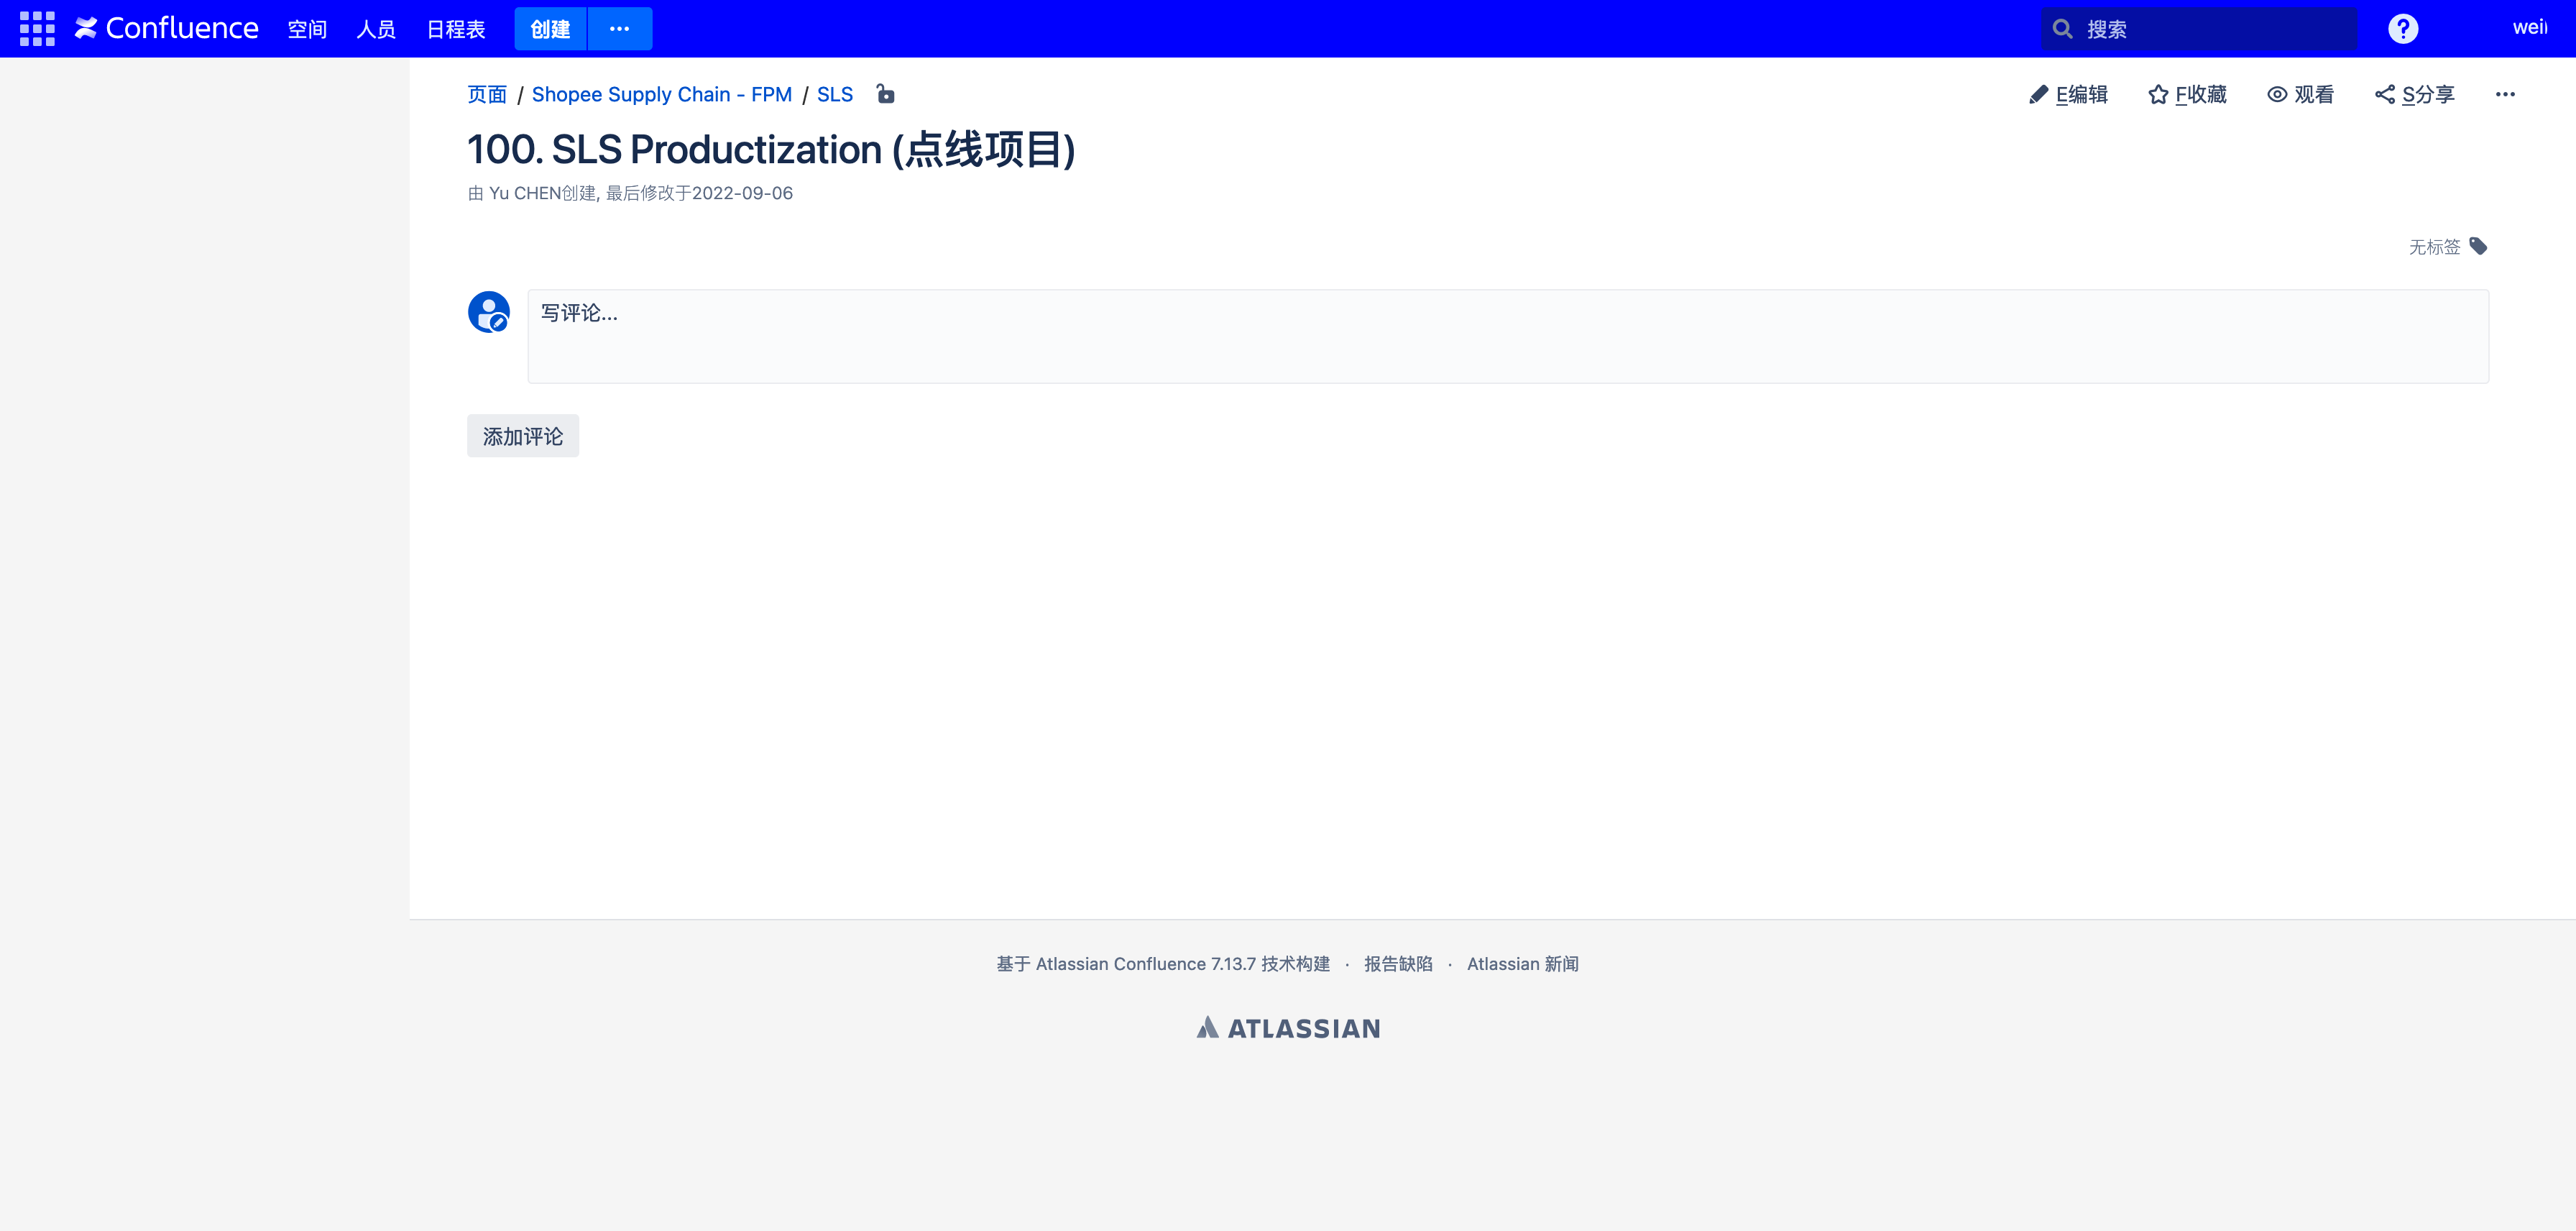 Confluence 空间 人员 日程表 创建 ··· 搜索 ? weil
页面 / Shopee Supply Chain - FPM / SLS E编辑 F收藏 观看 S分享 ···
100. SLS Productization (点线项目)
由 Yu CHEN创建, 最后修改于2022-09-06
无标签
写评论...
添加评论
基于 Atlassian Confluence 7.13.7 技术构建 · 报告缺陷 · Atlassian 新闻
ATLASSIAN